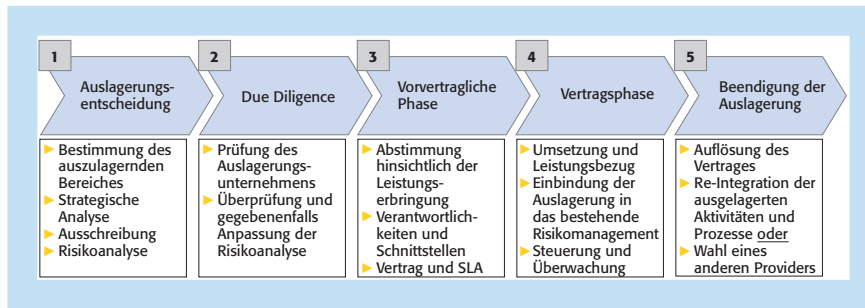 1
Auslagerungs-
entscheidung
Bestimmung des
auszulagernden
Bereiches
Strategische
Analyse
Ausschreibung
Risikoanalyse
2
Due Diligence
Prüfung des
Auslagerungs-
unternehmens
Überprüfung und
gegebenenfalls
Anpassung der
Risikoanalyse
3
Vorvertragliche
Phase
Abstimmung
hinsichtlich der
Leistungs-
erbringung
Verantwortlich-
keiten und
Schnittstellen
Vertrag und SLA
4
Vertragsphase
Umsetzung und
Leistungsbezug
Einbindung der
Auslagerung in
das bestehende
Risikomanagement
Steuerung und
Überwachung
5
Beendigung der
Auslagerung
Auflösung des
Vertrages
Re-Integration der
ausgelagerten
Aktivitäten und
Prozesse oder
Wahl eines
anderen Providers